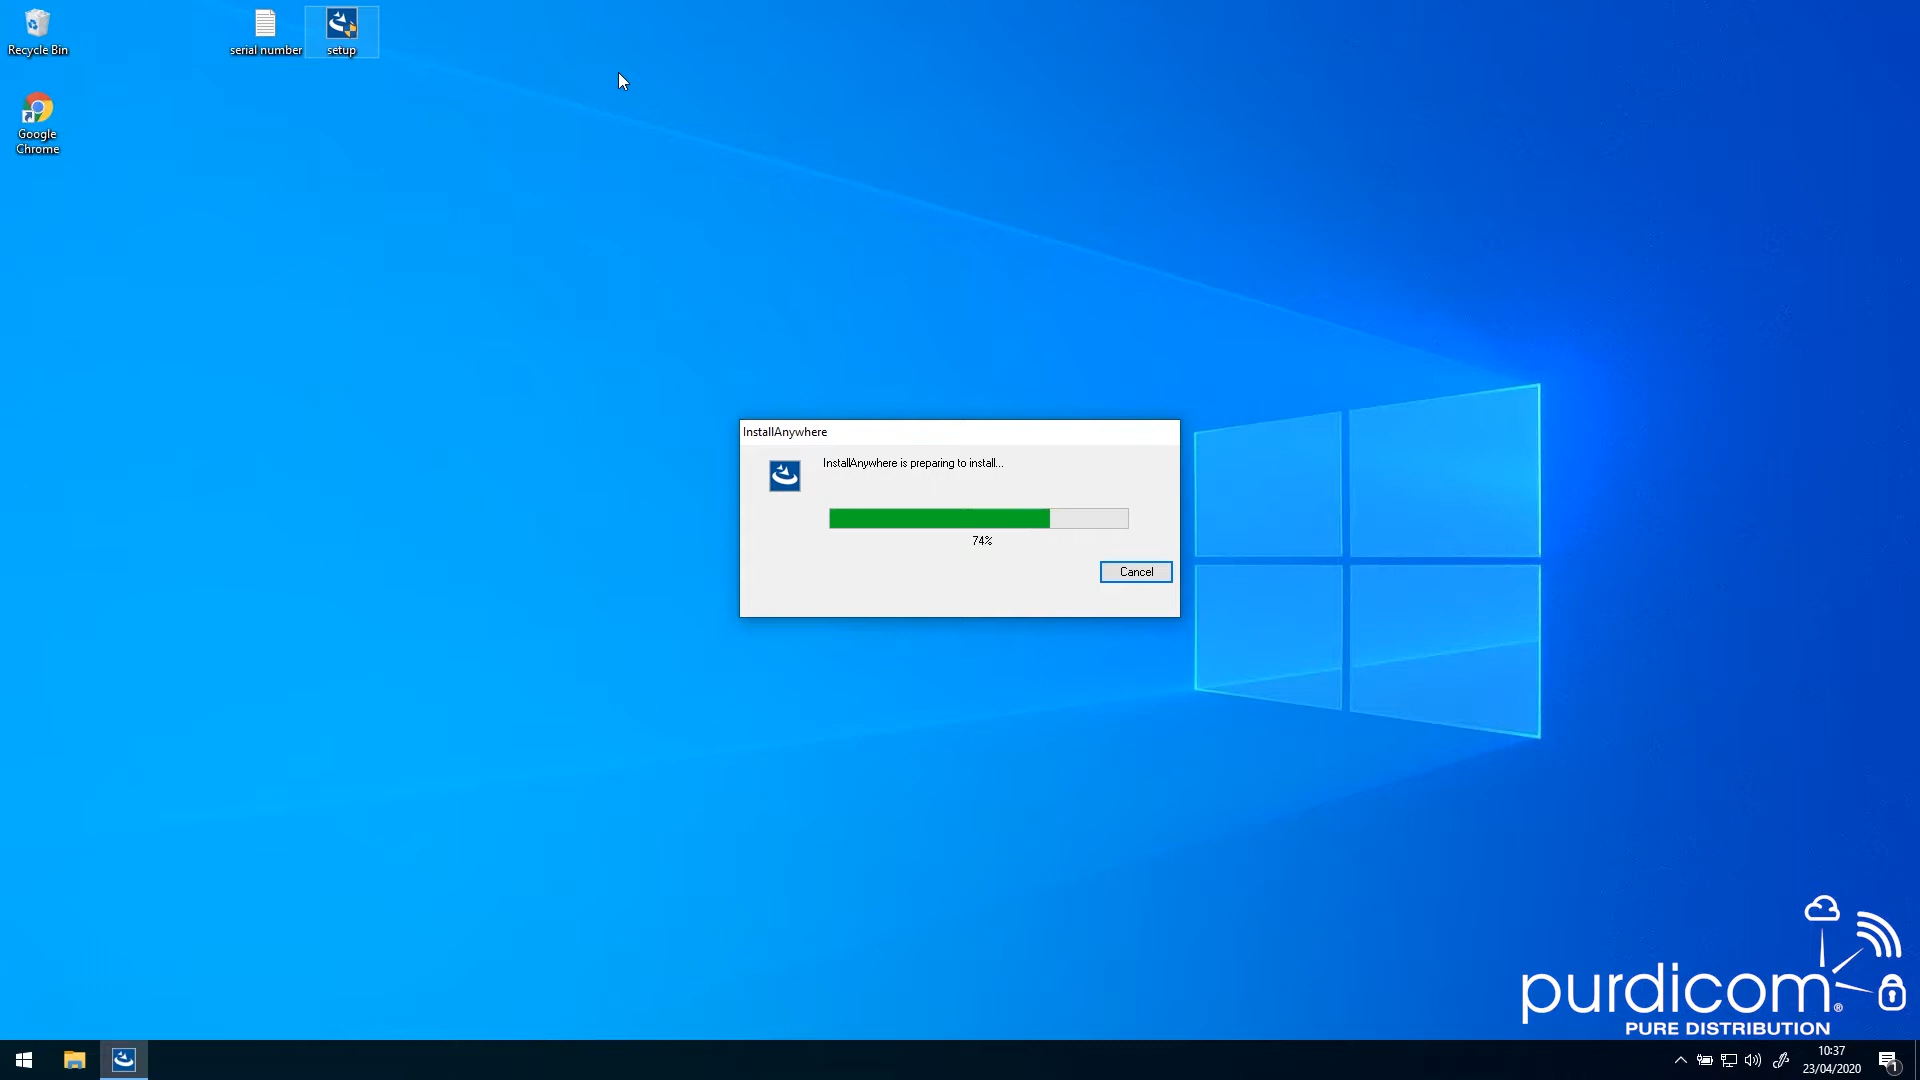 Recycle Bin
serial number
setup
Google
Chrome
InstallAnywhere
InstallAnywhere is preparing to install...
74%
Cancel
purdicom®
PURE DISTRIBUTION
10:37
23/04/2020
1